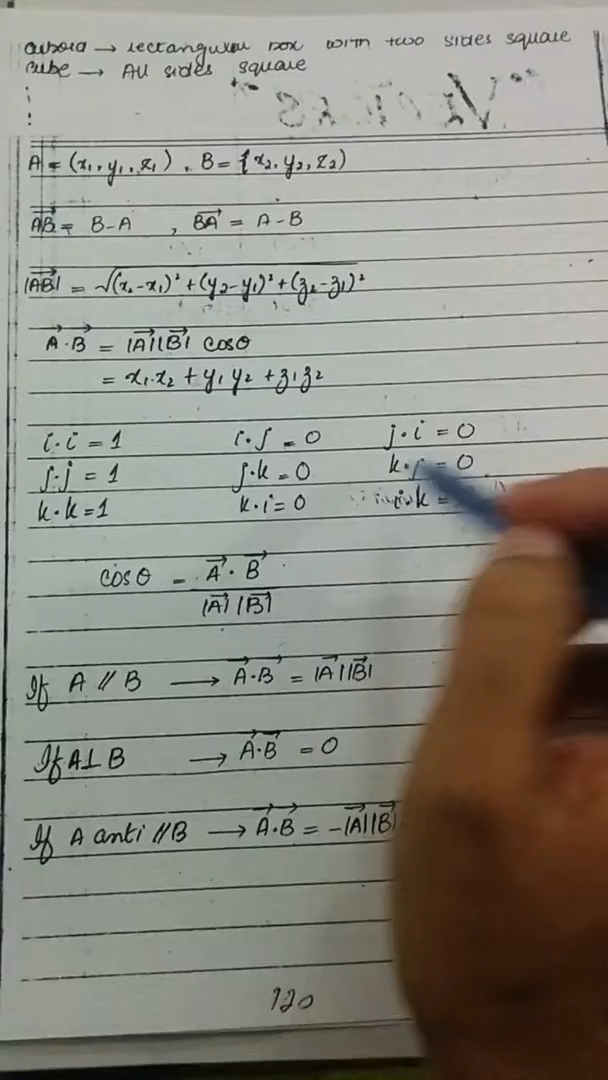 cuboid → rectangular box with two sides square
cube → All sides square
A = (x₁, y₁, z₁) , B = {x₂, y₂, z₂)
AB⃗ = B - A , BA⃗ = A - B
|AB⃗| = √(x₂-x₁)² + (y₂-y₁)² + (z₂-z₁)²
A⃗·B⃗ = |A⃗||B⃗| cosθ
= x₁·x₂ + y₁y₂ + z₁z₂
i·i = 1 i·j = 0 j·i = 0
j·j = 1 j·k = 0 k·j = 0
k·k = 1 k·i = 0 i·k =
cosθ = A⃗·B⃗
|A⃗| |B⃗|
If A // B → A⃗·B⃗ = |A⃗||B⃗|
If A⊥B → A⃗·B⃗ = 0
If A anti //B → A⃗·B⃗ = -|A⃗||B⃗|
120